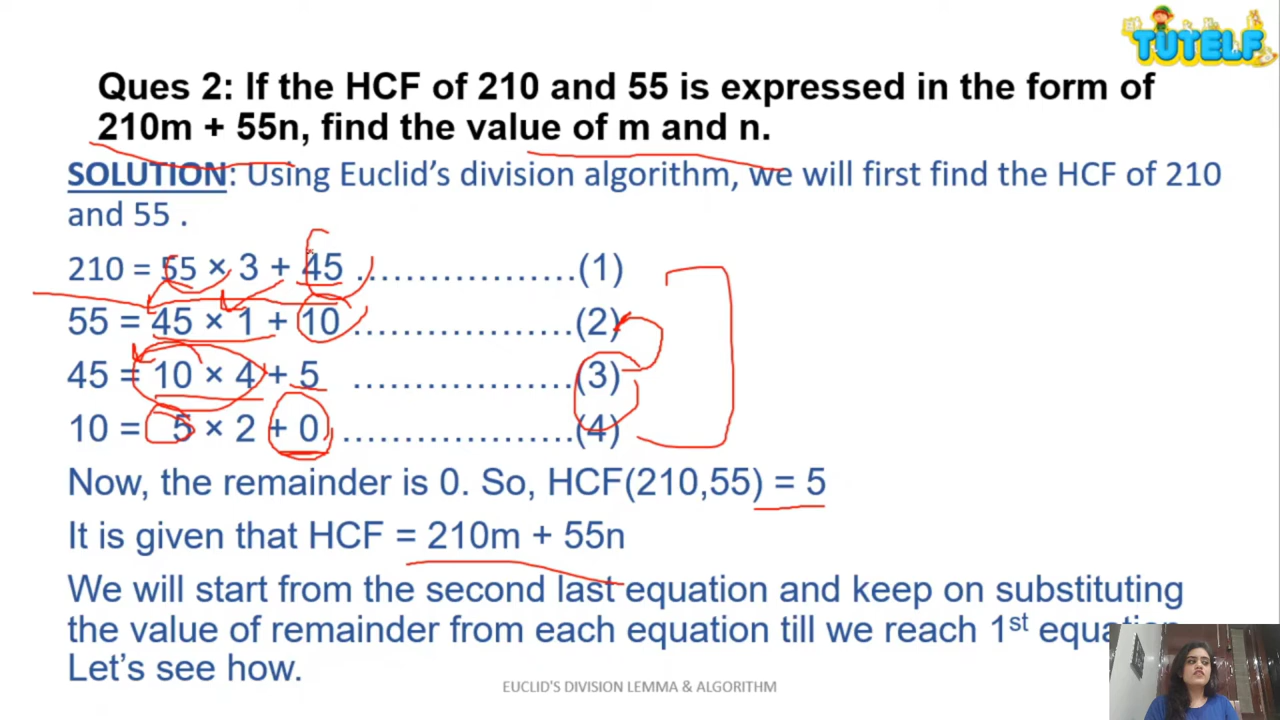 TUTELF
Ques 2: If the HCF of 210 and 55 is expressed in the form of
210m + 55n, find the value of m and n.
SOLUTION: Using Euclid's division algorithm, we will first find the HCF of 210
and 55 .
210 = 55 × 3 + 45 ....................(1)
55 = 45 × 1 + 10 ....................(2)
45 = 10 × 4 + 5 ....................(3)
10 = 5 × 2 + 0 .....................(4)
Now, the remainder is 0. So, HCF(210,55) = 5
It is given that HCF = 210m + 55n
We will start from the second last equation and keep on substituting
the value of remainder from each equation till we reach 1st equation.
Let's see how.
EUCLID'S DIVISION LEMMA & ALGORITHM